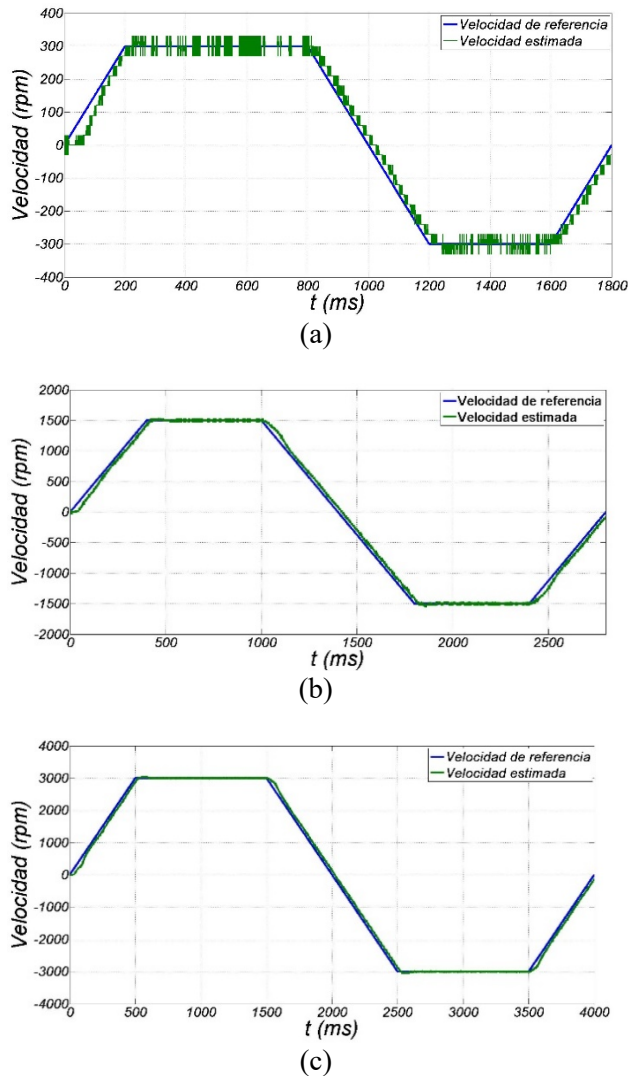 Velocidad de referencia
Velocidad estimada
Velocidad (rpm)
400
300
200
100
0
-100
-200
-300
-400
0 200 400 600 800 1000 1200 1400 1600 1800
t (ms)
(a)
Velocidad de referencia
Velocidad estimada
Velocidad (rpm)
2000
1500
1000
500
0
-500
-1000
-1500
-2000
0 500 1000 1500 2000 2500
t (ms)
(b)
Velocidad de referencia
Velocidad estimada
Velocidad (rpm)
4000
3000
2000
1000
0
-1000
-2000
-3000
-4000
0 500 1000 1500 2000 2500 3000 3500 4000
t (ms)
(c)